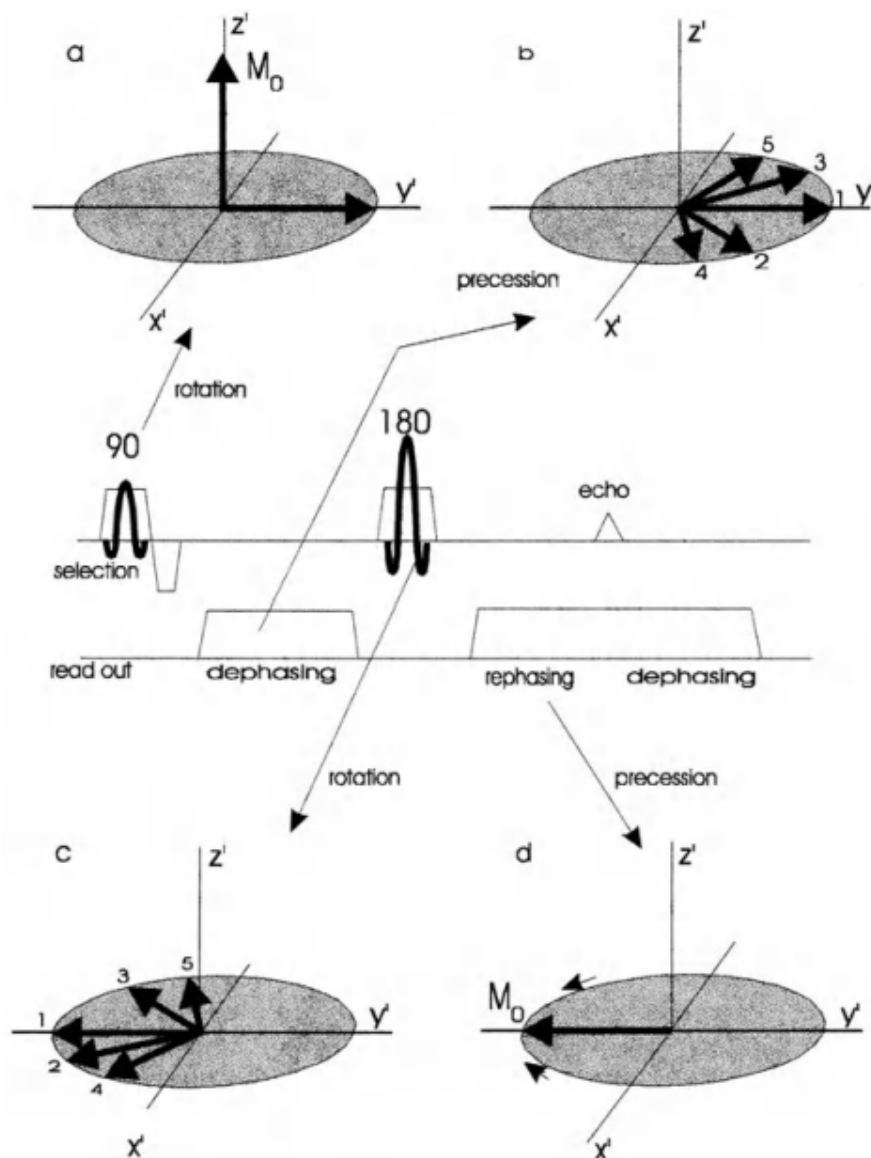 a
z'
M0
y'
x'
b
z'
5
3
1
y
2
4
x'
precession
rotation
90
180
echo
selection
read out
dephasing
rephasing
dephasing
rotation
precession
c
z'
5
3
1
2
4
y'
x'
d
z'
M0
y'
x'